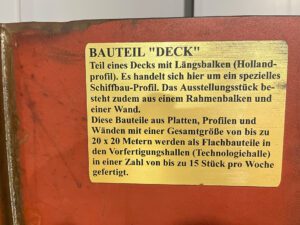 BAUTEIL "DECK"
Teil eines Decks mit Längsbalken (Holland-
profil). Es handelt sich hier um ein spezielles
Schiffbau-Profil. Das Ausstellungsstück be-
steht zudem aus einem Rahmenbalken und
einer Wand.
Diese Bauteile aus Platten, Profilen und
Wänden mit einer Gesamtgröße von bis zu
20 x 20 Metern werden als Flachbauteile in
den Vorfertigungshallen (Technologiehalle)
in einer Zahl von bis zu 15 Stück pro Woche
gefertigt.